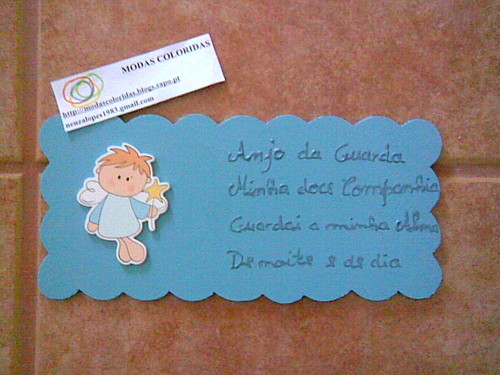 MODAS COLORIDAS
http://modascoloridas.blogs.sapo.pt
nenzalopes1983.gmail.com
Anjo da Guarda
Minha doce Companhia
Guardai a minha Alma
De noite e de dia